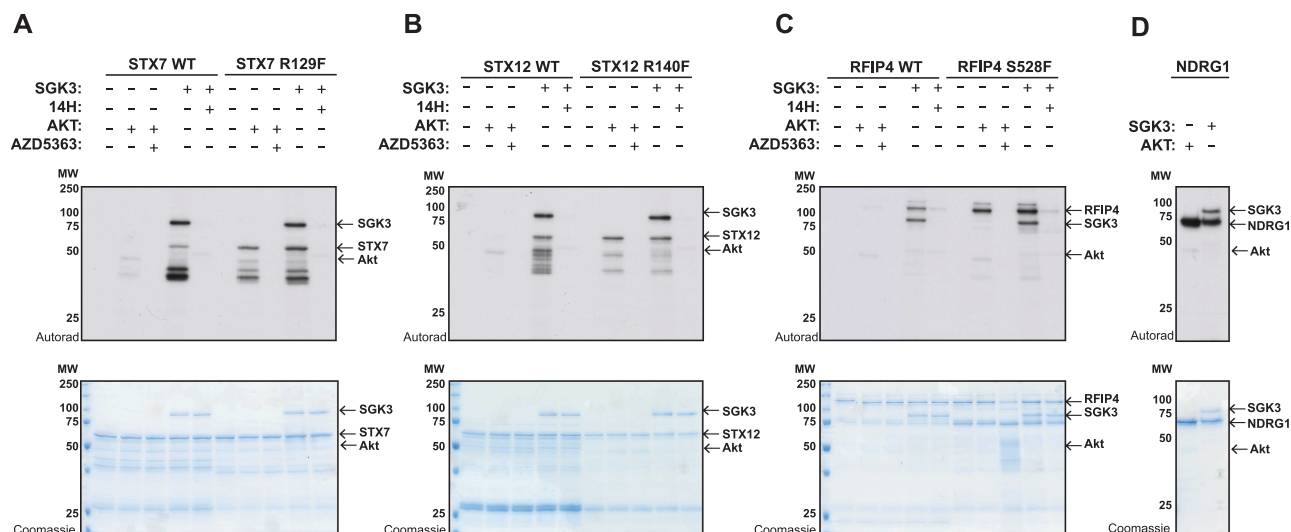 A
STX7 WT STX7 R129F
SGK3: - - - + + - - - + +
14H: - - - - + - - - - +
AKT: - + + - - - + + - -
AZD5363: - - + - - - - + - -
MW
250
100
75
50
25
SGK3
STX7
Akt
Autorad
MW
250
100
75
50
25
SGK3
STX7
Akt
Coomassie
B
STX12 WT STX12 R140F
SGK3: - - - + + - - - + +
14H: - - - - + - - - - +
AKT: - + + - - - + + - -
AZD5363: - - + - - - - + - -
MW
250
100
75
50
25
SGK3
STX12
Akt
Autorad
MW
250
100
75
50
25
SGK3
STX12
Akt
Coomassie
C
RFIP4 WT RFIP4 S528F
SGK3: - - - + + - - - + +
14H: - - - - + - - - - +
AKT: - + + - - - + + - -
AZD5363: - - + - - - - + - -
MW
250
100
75
50
25
RFIP4
SGK3
Akt
Autorad
MW
250
100
75
50
25
RFIP4
SGK3
Akt
Coomassie
D
NDRG1
SGK3: - +
AKT: + -
MW
250
100
75
50
25
SGK3
NDRG1
Akt
Autorad
MW
250
100
75
50
25
SGK3
NDRG1
Akt
Coomassie